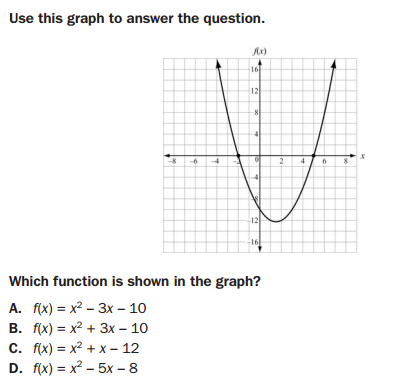 Use this graph to answer the question.
f(x)
16
12
8
4
-8 -6 -4 0 2 4 6 8 x
-4
-8
-12
-16
Which function is shown in the graph?
A. f(x) = x² – 3x – 10
B. f(x) = x² + 3x – 10
C. f(x) = x² + x – 12
D. f(x) = x² – 5x – 8